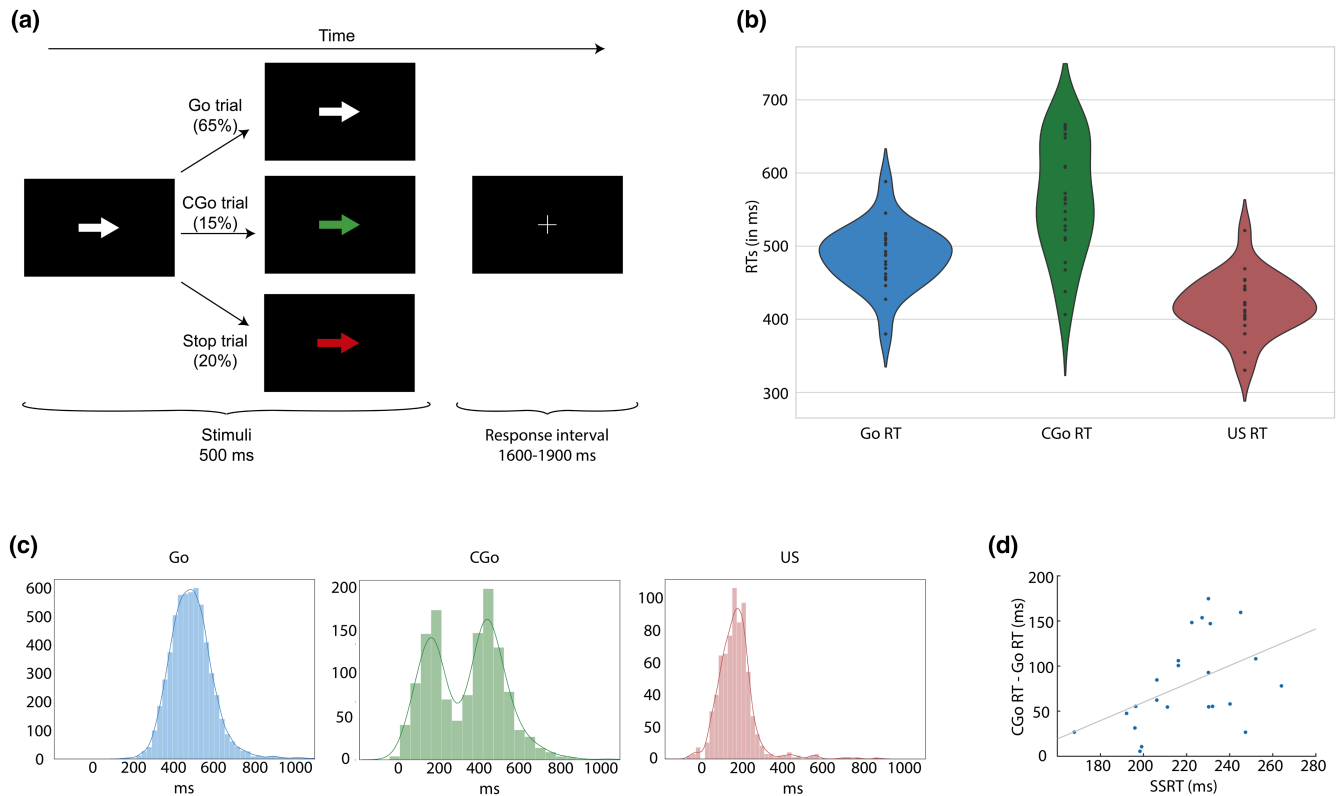 (a)
Time
Go trial
(65%)
CGo trial
(15%)
Stop trial
(20%)
Stimuli
500 ms
Response interval
1600-1900 ms
(b)
RTs (in ms)
700
600
500
400
300
Go RT
CGo RT
US RT
(c)
Go
600
500
400
300
200
100
0
0
200
400
600
800
1000
ms
CGo
200
150
100
50
0
0
200
400
600
800
1000
ms
US
100
80
60
40
50
0
0
200
400
600
800
1000
ms
(d)
CGo RT - Go RT (ms)
200
150
100
50
0
180
200
220
240
260
280
SSRT (ms)